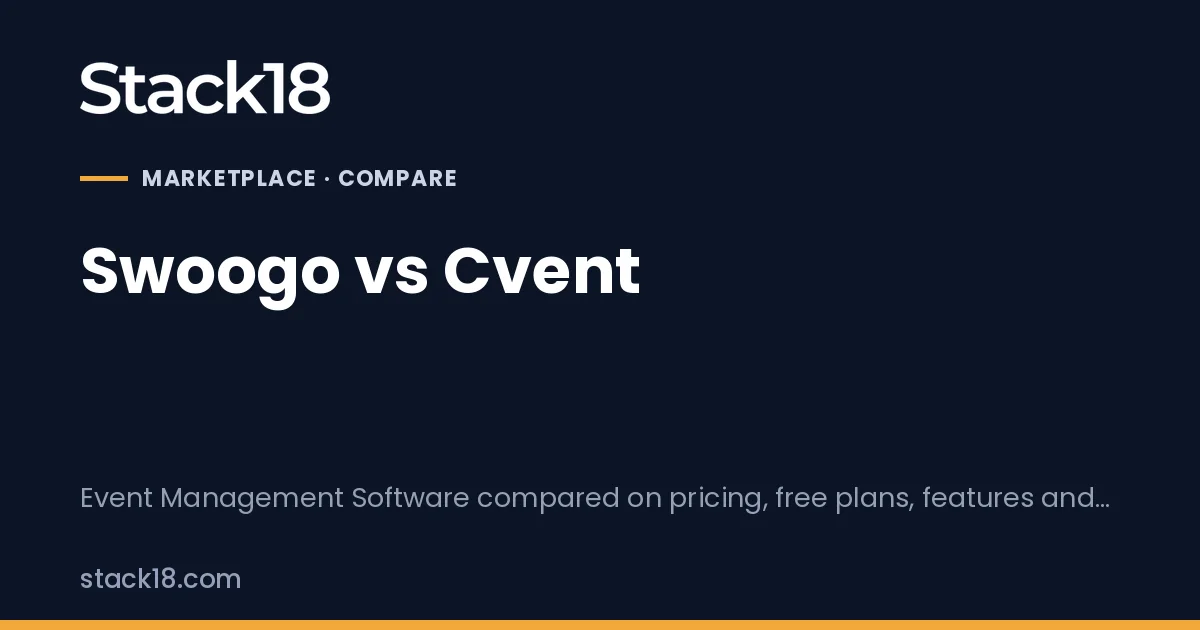 Stack18
MARKETPLACE · COMPARE
Swoogo vs Cvent
Event Management Software compared on pricing, free plans, features and...
stack18.com